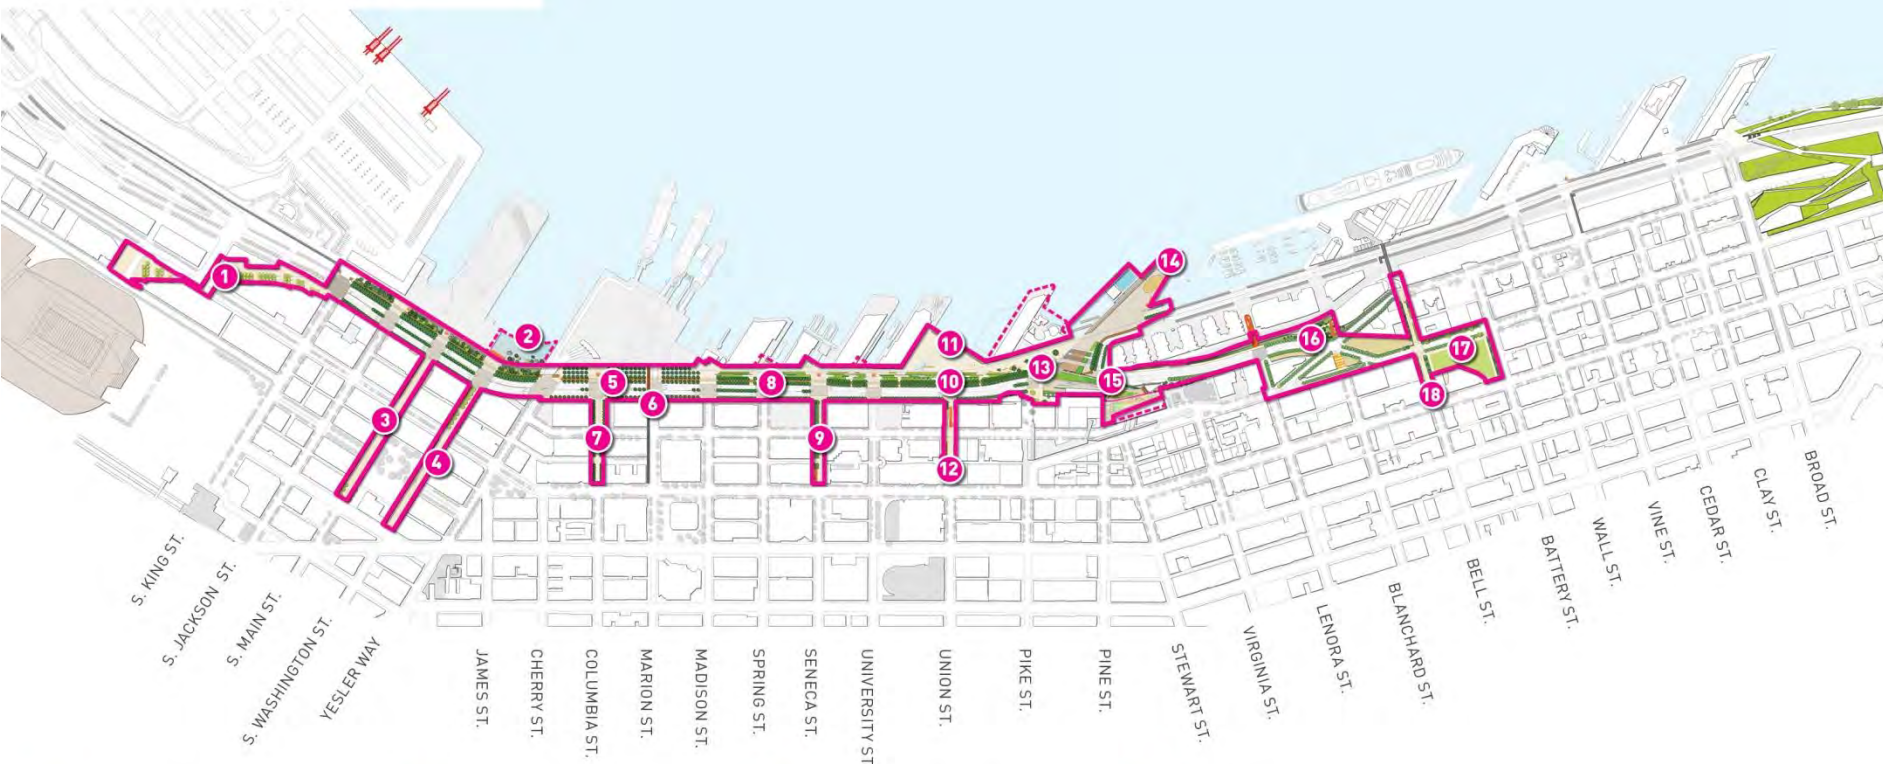 14
2
11
1
16
17
13
5
8
10
15
18
6
3
7
9
4
12
S. KING ST.
S. JACKSON ST.
S. MAIN ST.
S. WASHINGTON ST.
YESLER WAY
JAMES ST.
CHERRY ST.
COLUMBIA ST.
MARION ST.
MADISON ST.
SPRING ST.
SENECA ST.
UNIVERSITY ST
UNION ST.
PIKE ST.
PINE ST.
STEWART ST.
VIRGINIA ST.
LENORA ST.
BLANCHARD ST.
BELL ST.
BATTERY ST.
WALL ST.
VINE ST.
CEDAR ST.
CLAY ST.
BROAD ST.